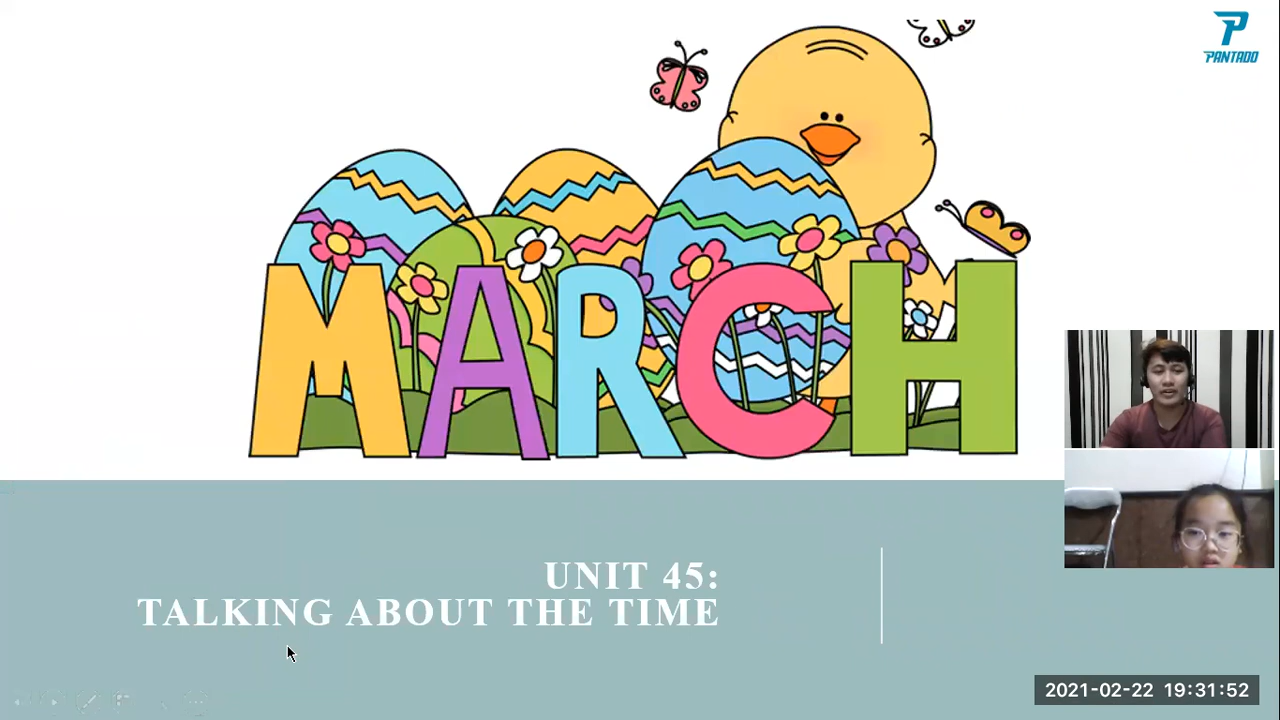 PANTADO
MARCH
UNIT 45:
TALKING ABOUT THE TIME
2021-02-22 19:31:52